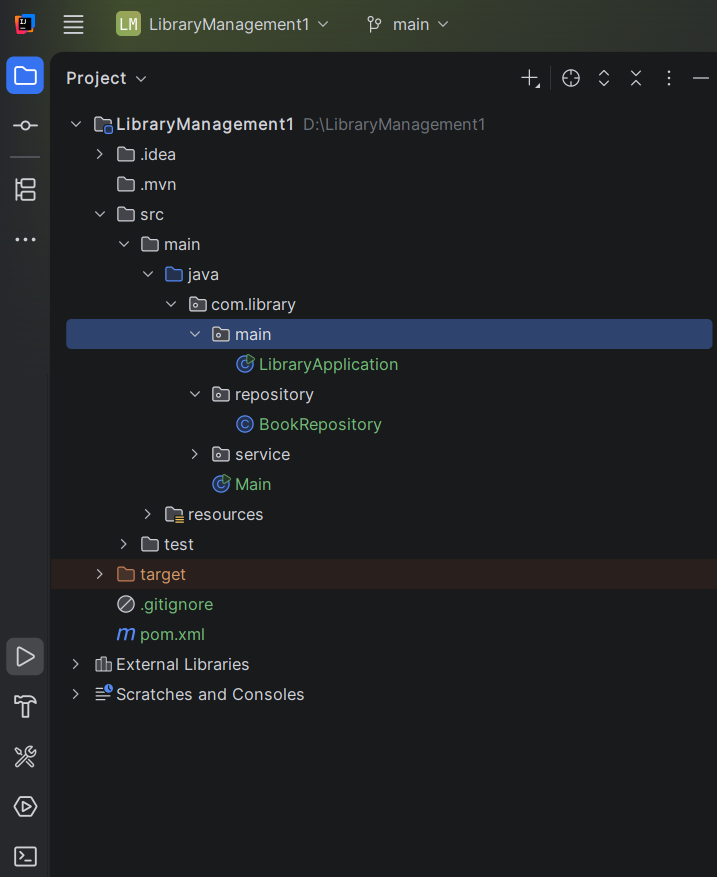 LM LibraryManagement1 main
Project
LibraryManagement1 D:\LibraryManagement1
.idea
.mvn
src
main
java
com.library
main
LibraryApplication
repository
BookRepository
service
Main
resources
test
target
.gitignore
pom.xml
External Libraries
Scratches and Consoles